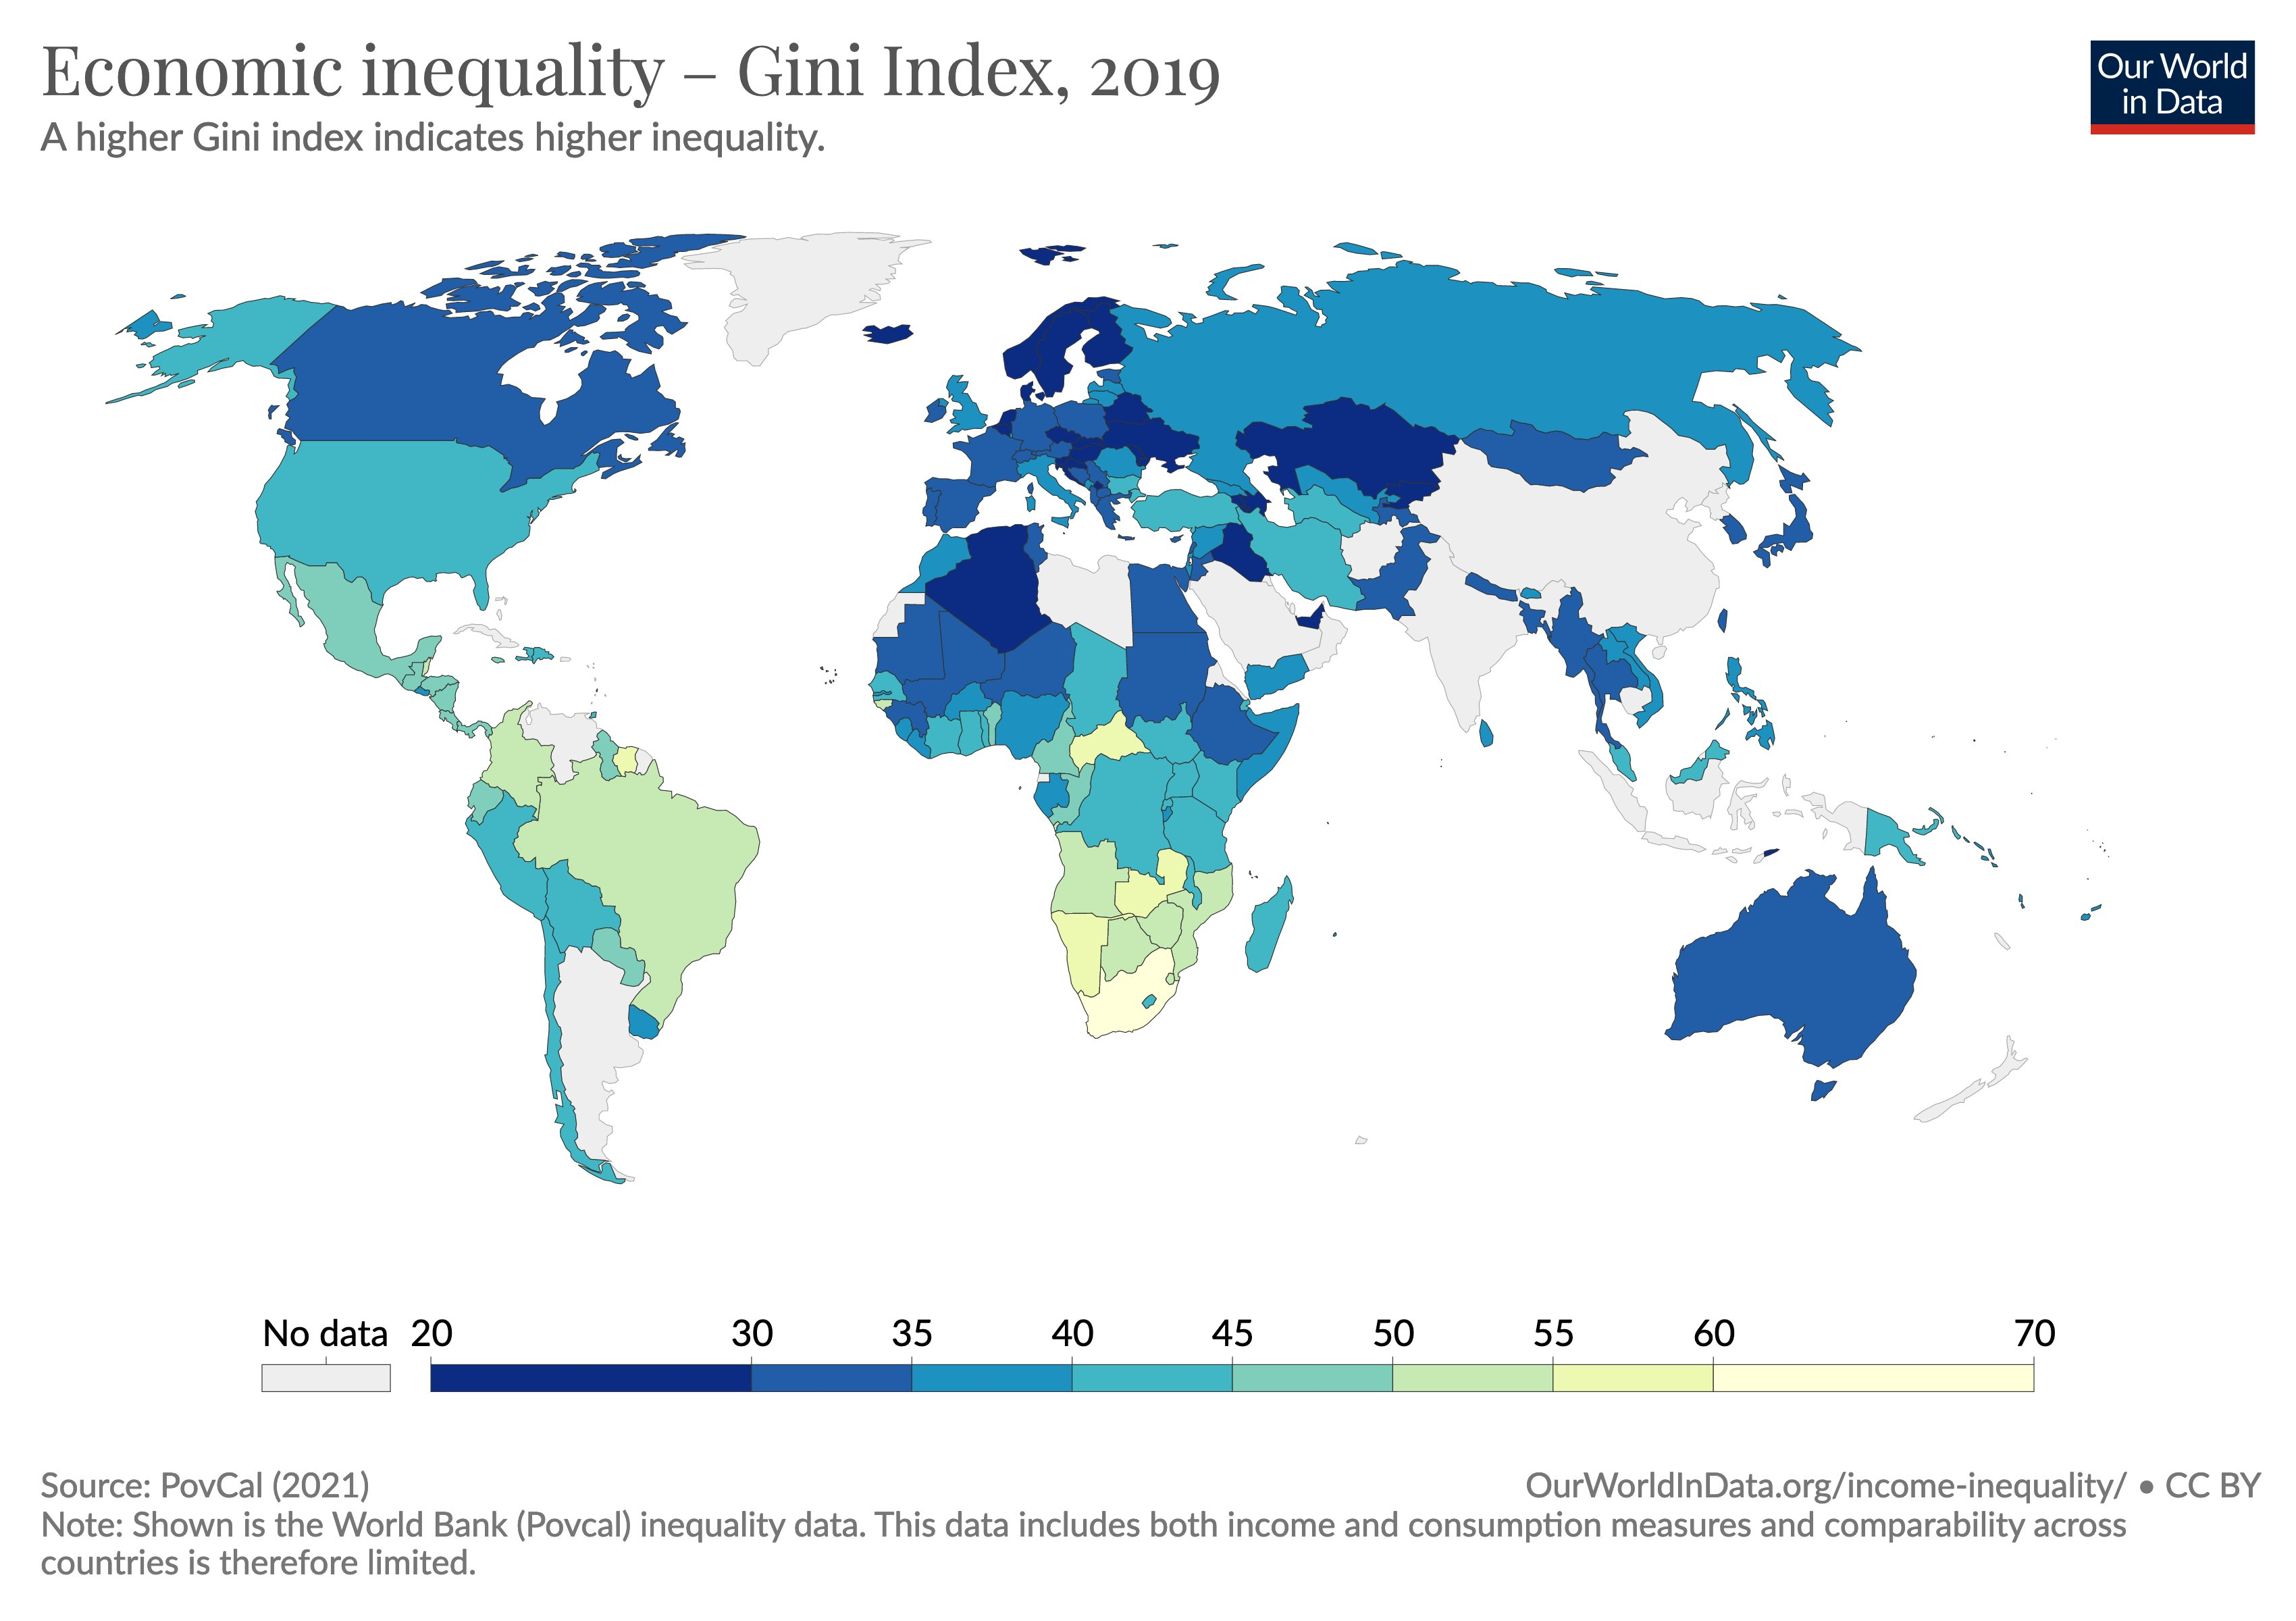 Economic inequality – Gini Index, 2019
A higher Gini index indicates higher inequality.
Our World
in Data
No data 20 30 35 40 45 50 55 60 70
Source: PovCal (2021)
OurWorldInData.org/income-inequality/ • CC BY
Note: Shown is the World Bank (Povcal) inequality data. This data includes both income and consumption measures and comparability across
countries is therefore limited.